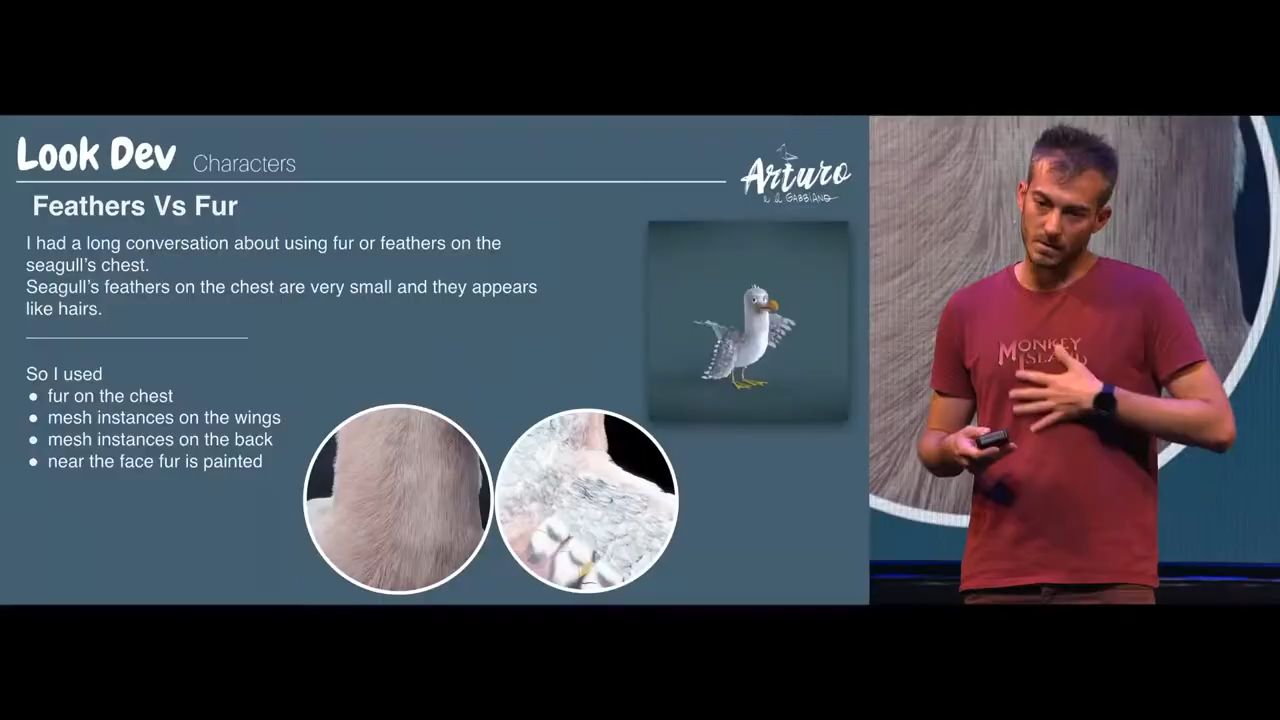 Look Dev Characters
Arturo
e il GABBIANO
Feathers Vs Fur
I had a long conversation about using fur or feathers on the
seagull's chest.
Seagull's feathers on the chest are very small and they appears
like hairs.
So I used
● fur on the chest
● mesh instances on the wings
● mesh instances on the back
● near the face fur is painted
MONKEY
ISLAND